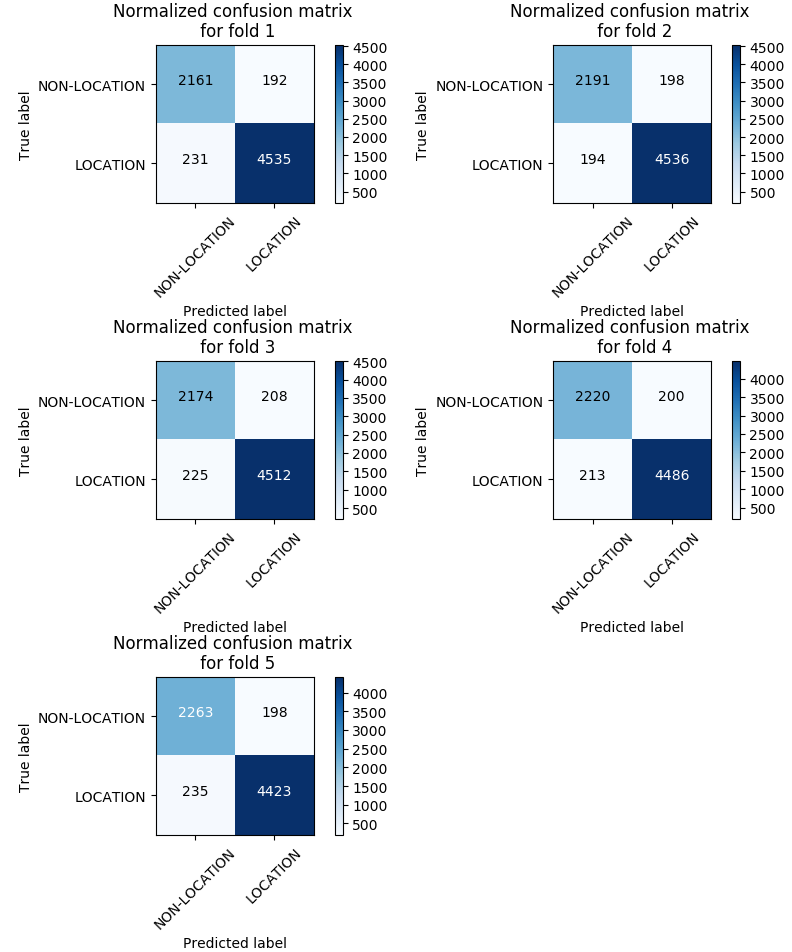 Normalized confusion matrix
for fold 1
True label
NON-LOCATION
LOCATION
2161 192
231 4535
4500
4000
3500
3000
2500
2000
1500
1000
500
NON-LOCATION
LOCATION
Predicted label
Normalized confusion matrix
for fold 2
True label
NON-LOCATION
LOCATION
2191 198
194 4536
4500
4000
3500
3000
2500
2000
1500
1000
500
NON-LOCATION
LOCATION
Predicted label
Normalized confusion matrix
for fold 3
True label
NON-LOCATION
LOCATION
2174 208
225 4512
4500
4000
3500
3000
2500
2000
1500
1000
500
NON-LOCATION
LOCATION
Predicted label
Normalized confusion matrix
for fold 4
True label
NON-LOCATION
LOCATION
2220 200
213 4486
4000
3500
3000
2500
2000
1500
1000
500
NON-LOCATION
LOCATION
Predicted label
Normalized confusion matrix
for fold 5
True label
NON-LOCATION
LOCATION
2263 198
235 4423
4000
3500
3000
2500
2000
1500
1000
500
NON-LOCATION
LOCATION
Predicted label